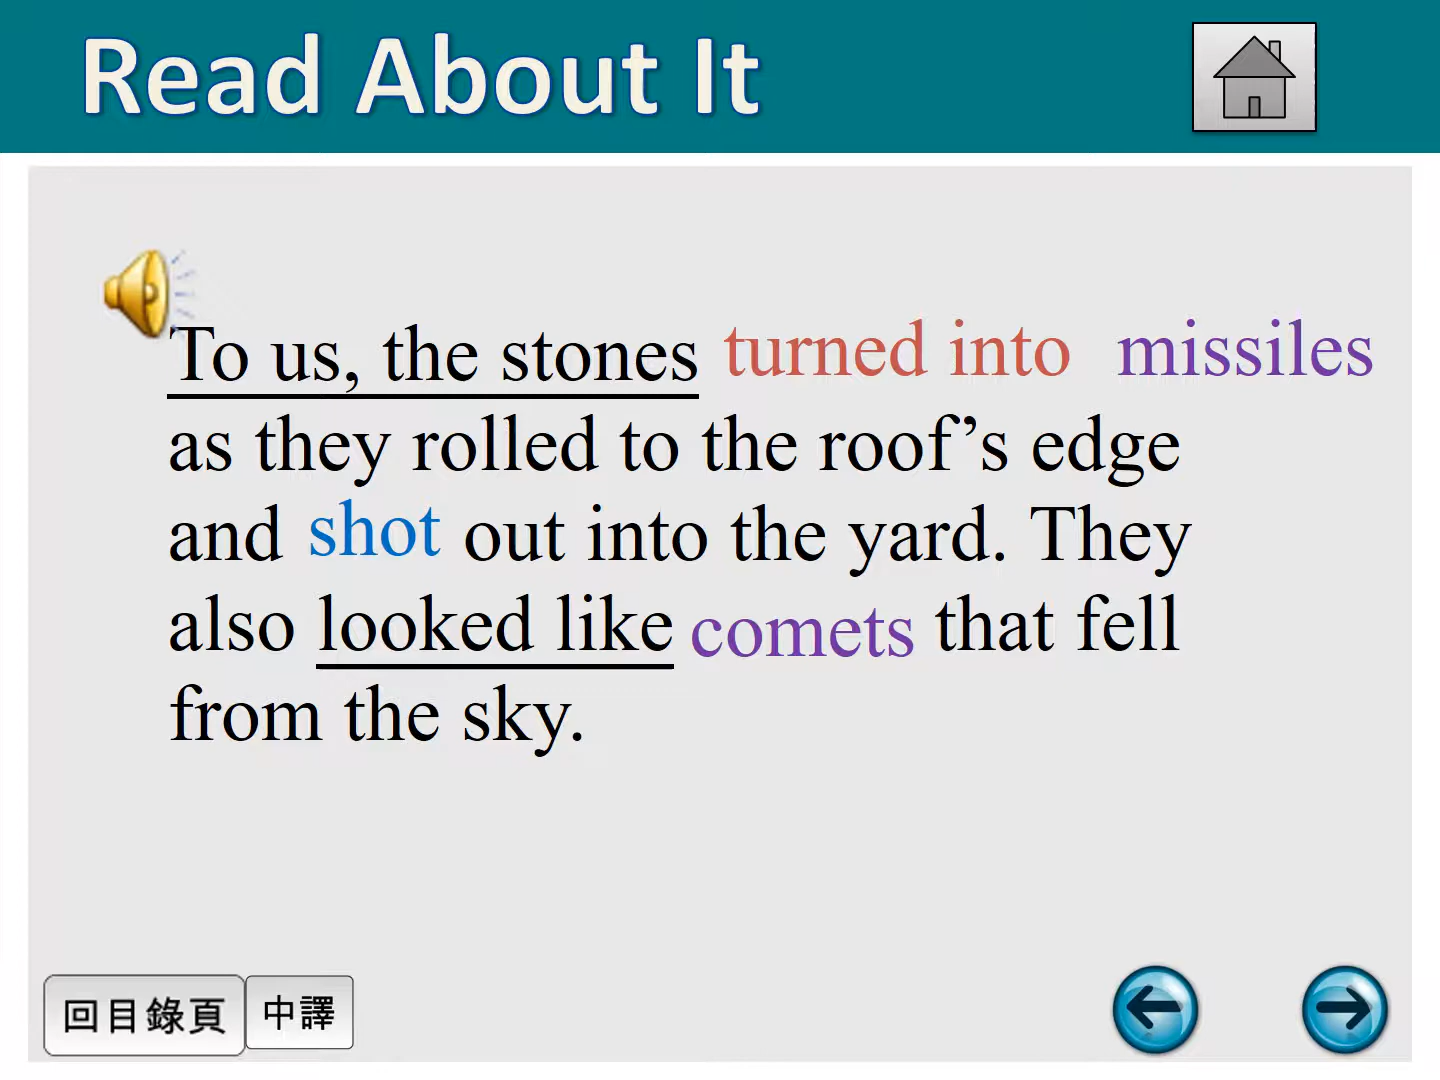 Read About It
To us, the stones turned into missiles
as they rolled to the roof’s edge
and shot out into the yard. They
also looked like comets that fell
from the sky.
回目錄頁 中譯